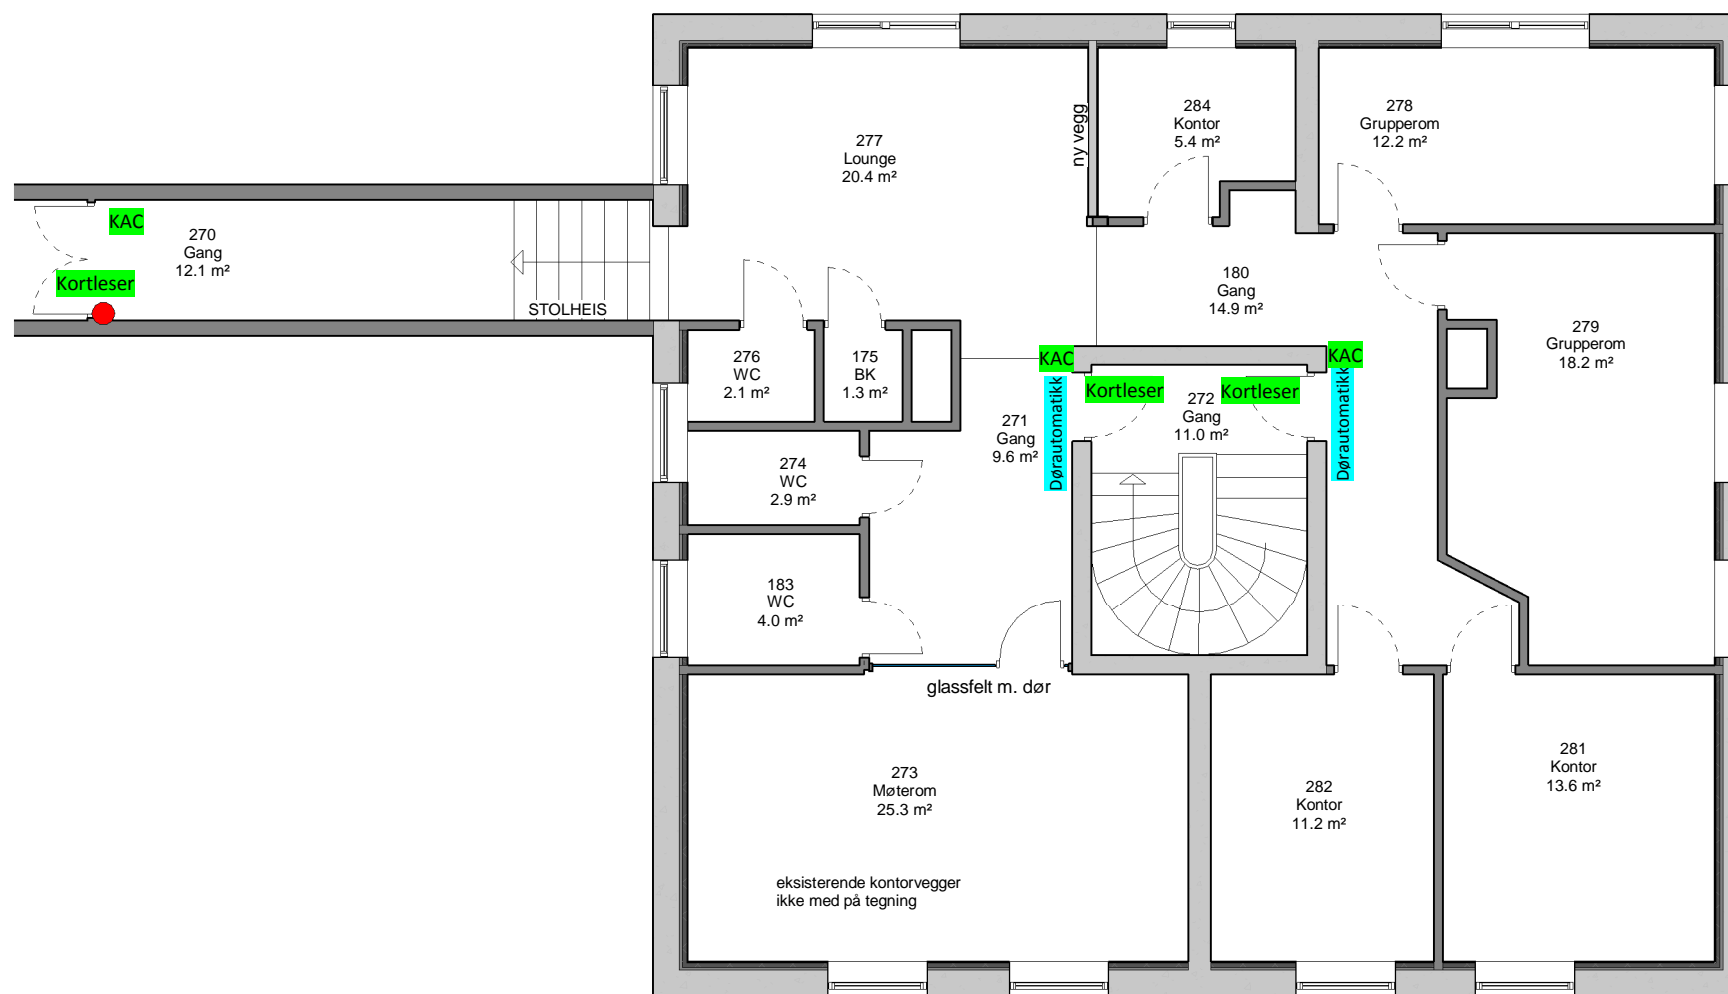 277
Lounge
20.4 m²
ny vegg
284
Kontor
5.4 m²
278
Grupperom
12.2 m²
KAC
270
Gang
12.1 m²
Kortleser
STOLHEIS
180
Gang
14.9 m²
279
Grupperom
18.2 m²
276
WC
2.1 m²
175
BK
1.3 m²
KAC
KAC
Kortleser
Kortleser
Dørautomatikk
Dørautomatikk
272
Gang
11.0 m²
271
Gang
9.6 m²
274
WC
2.9 m²
183
WC
4.0 m²
glassfelt m. dør
273
Møterom
25.3 m²
282
Kontor
11.2 m²
281
Kontor
13.6 m²
eksisterende kontorvegger
ikke med på tegning